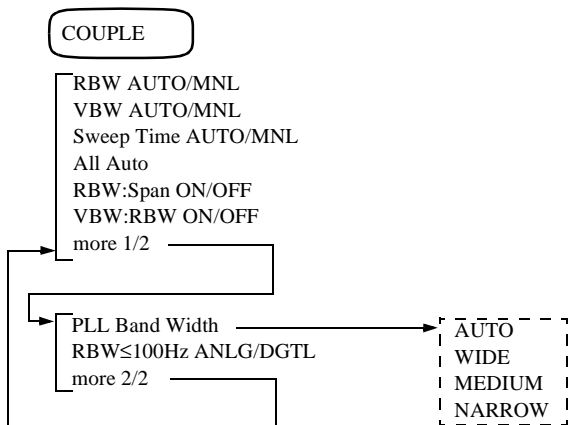 COUPLE
RBW AUTO/MNL
VBW AUTO/MNL
Sweep Time AUTO/MNL
All Auto
RBW:Span ON/OFF
VBW:RBW ON/OFF
more 1/2
PLL Band Width
RBW≤100Hz ANLG/DGTL
more 2/2
AUTO
WIDE
MEDIUM
NARROW